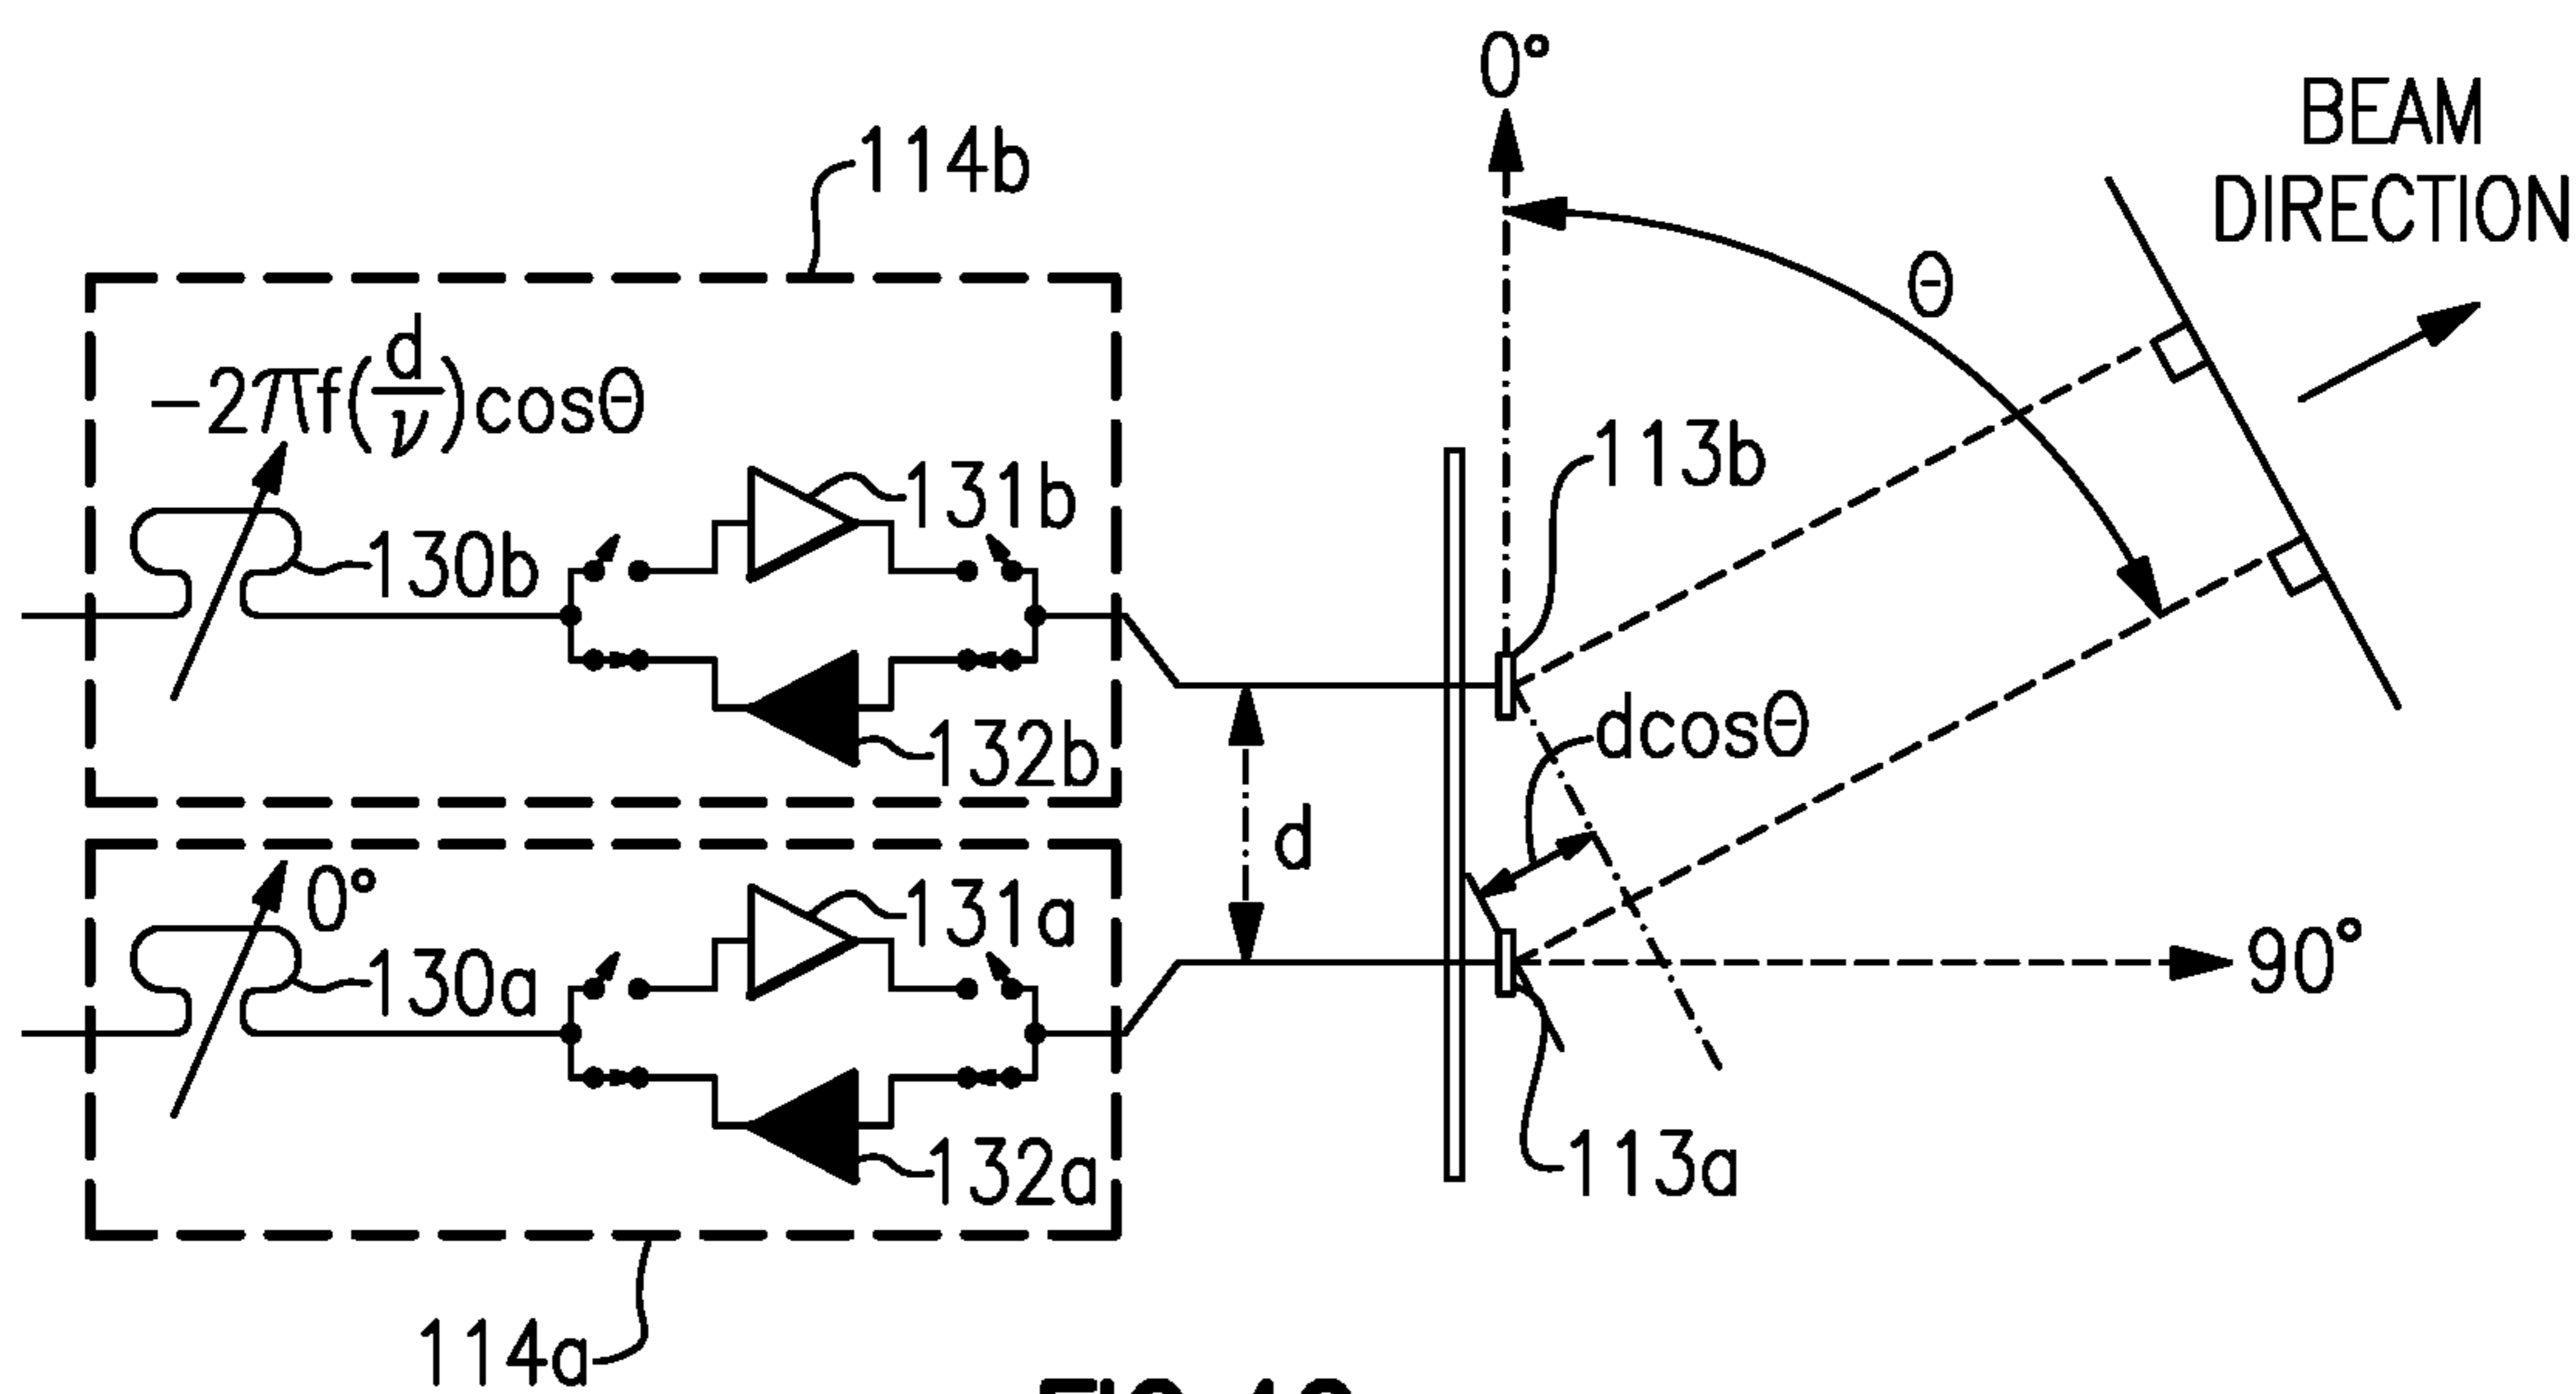 0°
BEAM
DIRECTION
114b
θ
-2πf(d/ν)cosθ
131b
113b
130b
dcosθ
132b
d
0°
131a
130a
90°
132a
113a
114a